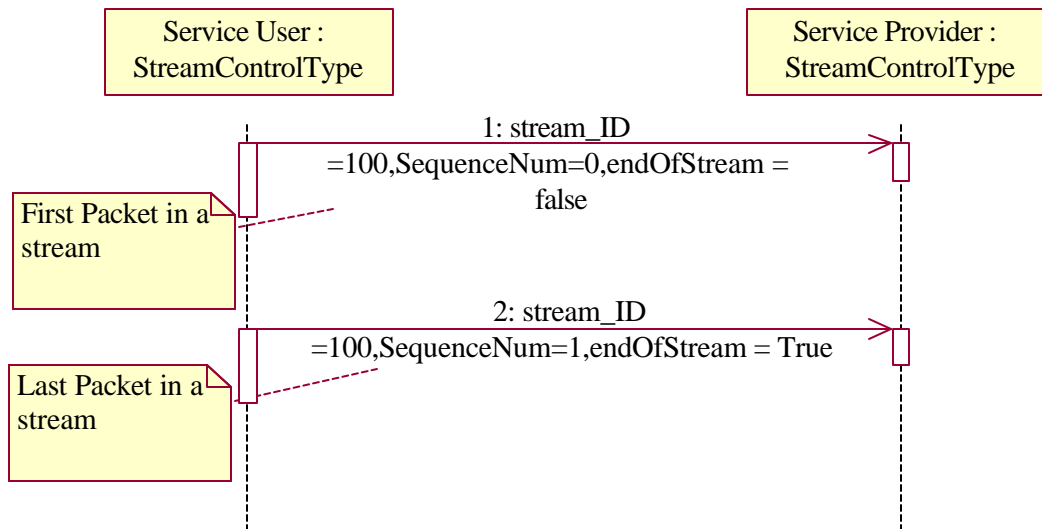 Service User :
StreamControlType
Service Provider :
StreamControlType
1: stream_ID
=100,SequenceNum=0,endOfStream =
false
First Packet in a
stream
2: stream_ID
=100,SequenceNum=1,endOfStream = True
Last Packet in a
stream